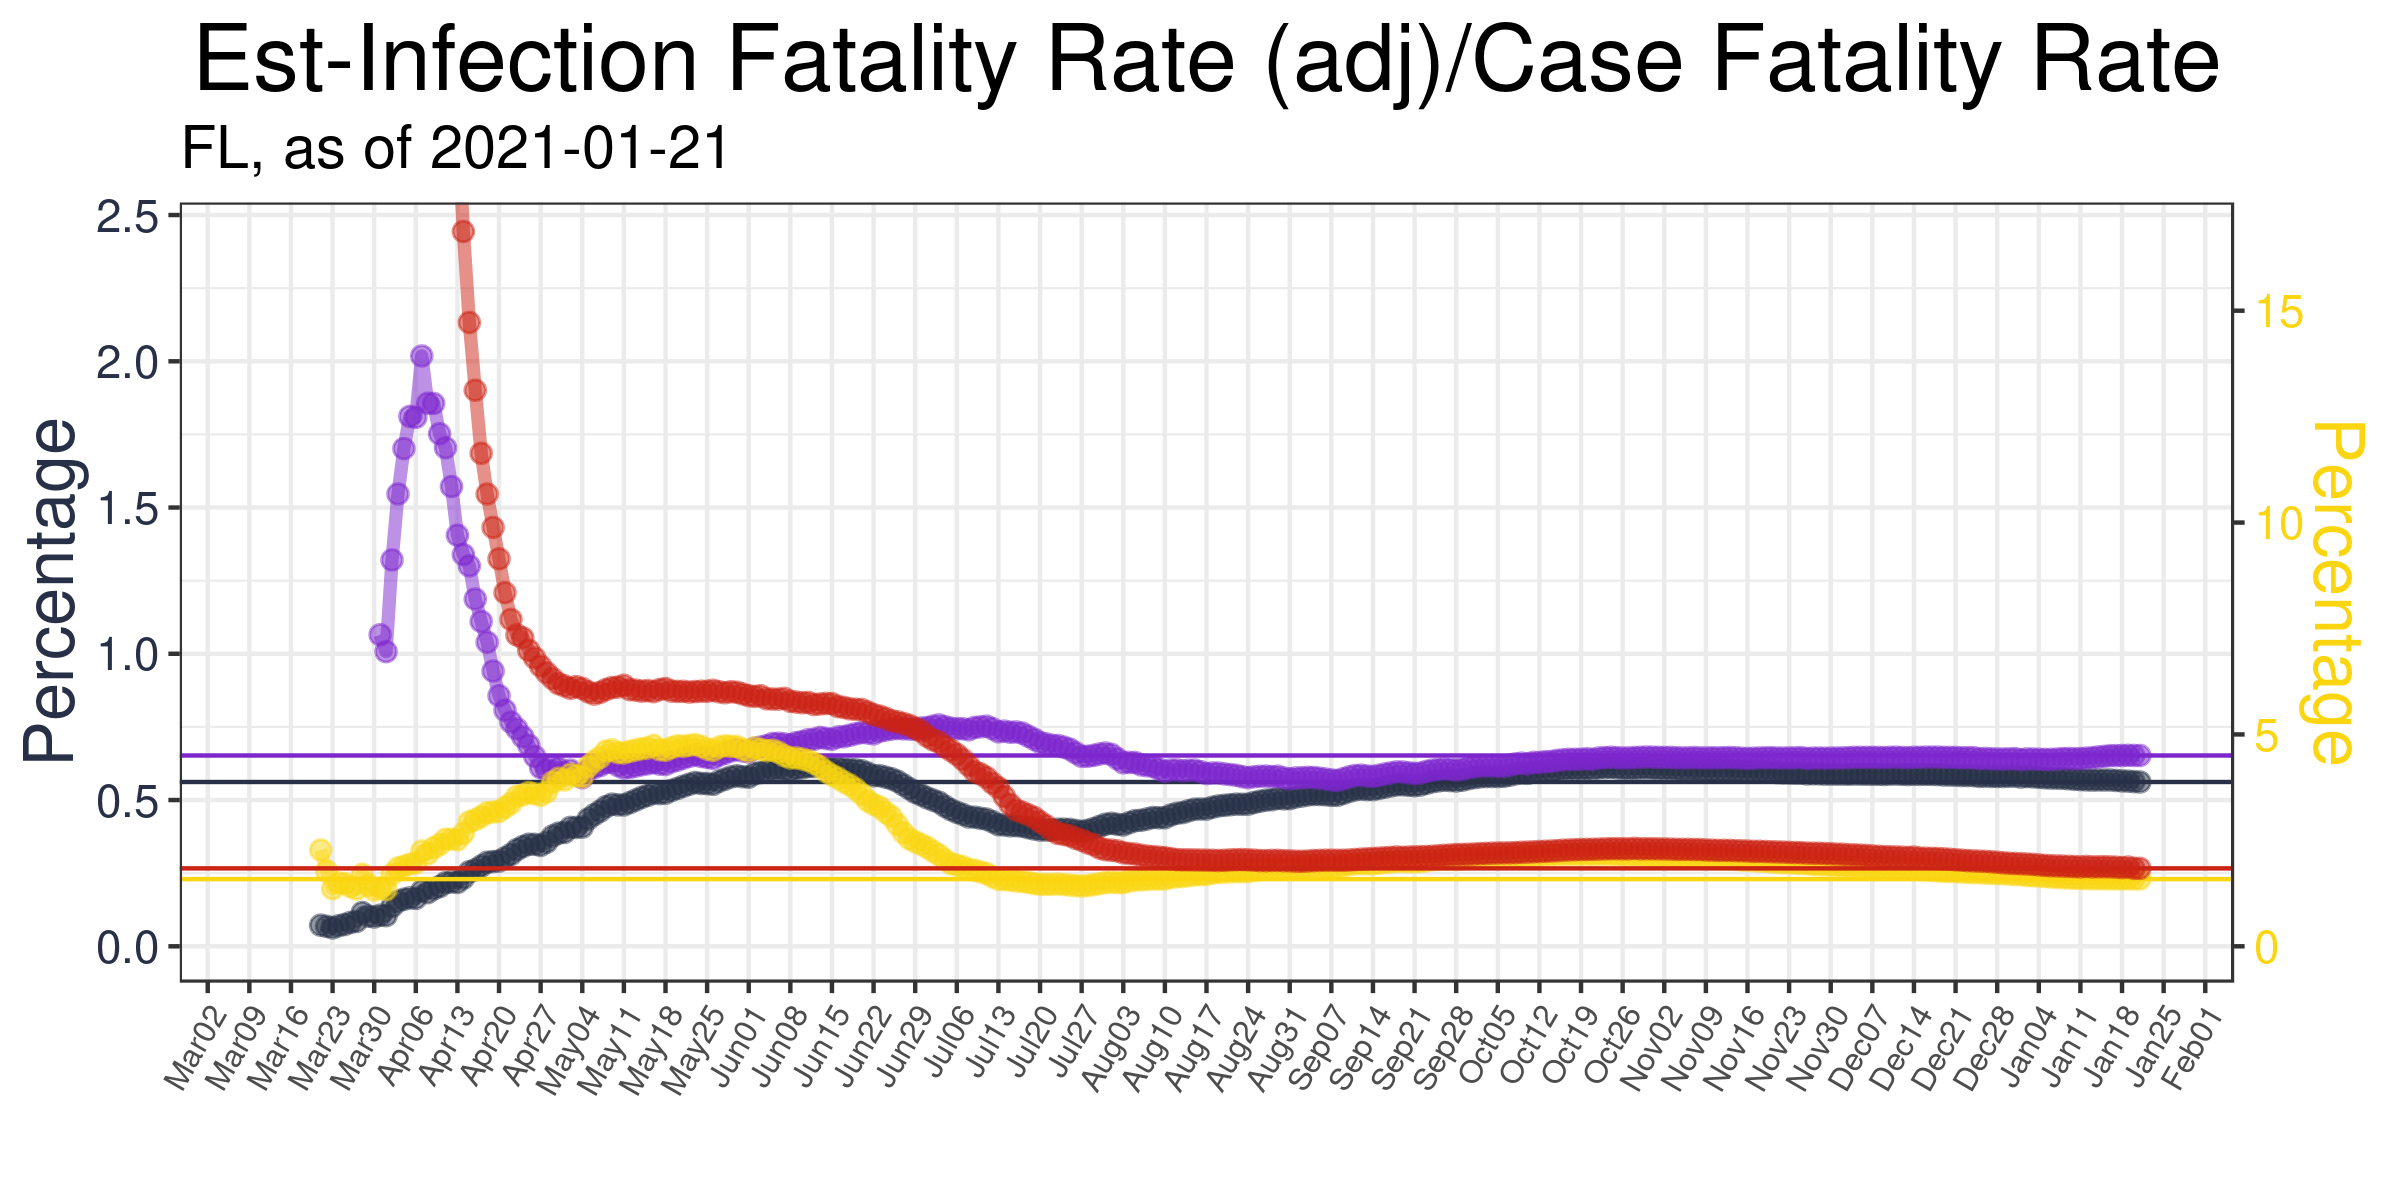 Est-Infection Fatality Rate (adj)/Case Fatality Rate
FL, as of 2021-01-21
Percentage
2.5
2.0
1.5
1.0
0.5
0.0
15
10
5
0
Percentage
Mar02
Mar09
Mar16
Mar23
Mar30
Apr06
Apr13
Apr20
Apr27
May04
May11
May18
May25
Jun01
Jun08
Jun15
Jun22
Jun29
Jul06
Jul13
Jul20
Jul27
Aug03
Aug10
Aug17
Aug24
Aug31
Sep07
Sep14
Sep21
Sep28
Oct05
Oct12
Oct19
Oct26
Nov02
Nov09
Nov16
Nov23
Nov30
Dec07
Dec14
Dec21
Dec28
Jan04
Jan11
Jan18
Jan25
Feb01